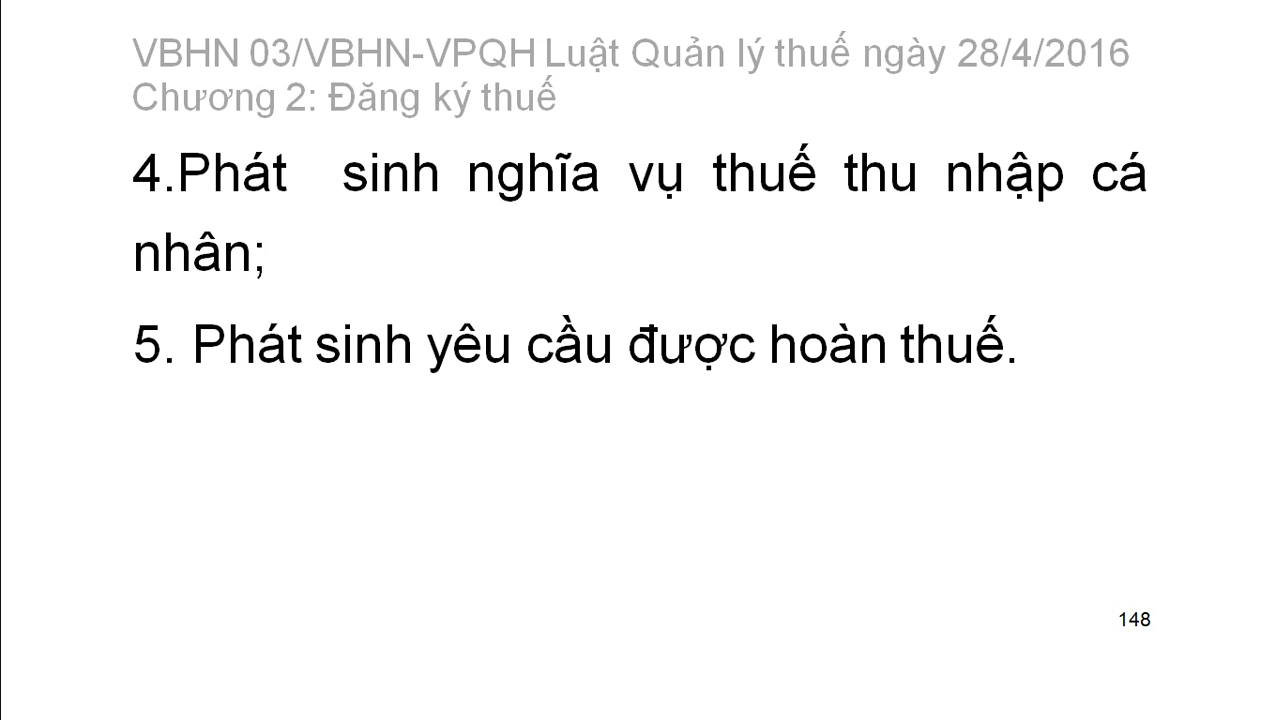 VBHN 03/VBHN-VPQH Luật Quản lý thuế ngày 28/4/2016
Chương 2: Đăng ký thuế
4.Phát sinh nghĩa vụ thuế thu nhập cá
nhân;
5. Phát sinh yêu cầu được hoàn thuế.
148